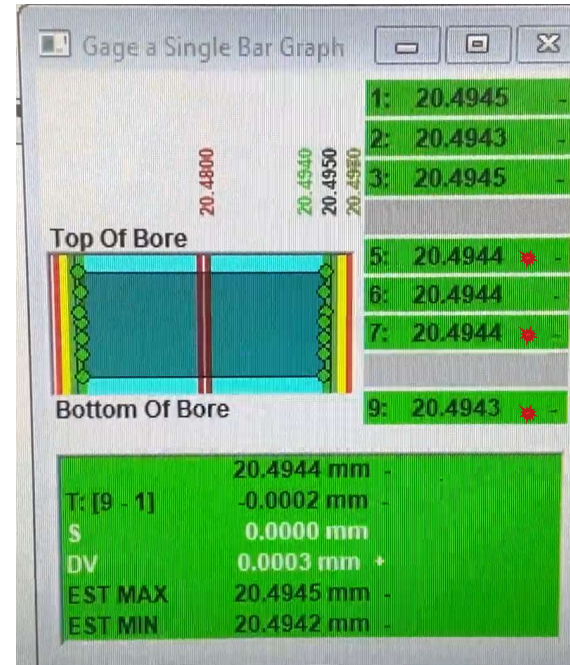 Gage a Single Bar Graph
1: 20.4945 -
2: 20.4943 -
3: 20.4945 -
20.4800
20.4940
20.4950
Top Of Bore
5: 20.4944 -
6: 20.4944 -
7: 20.4944 -
Bottom Of Bore
9: 20.4943 -
20.4944 mm -
T: [9 - 1] -0.0002 mm -
S 0.0000 mm
DV 0.0003 mm +
EST MAX 20.4945 mm -
EST MIN 20.4942 mm -